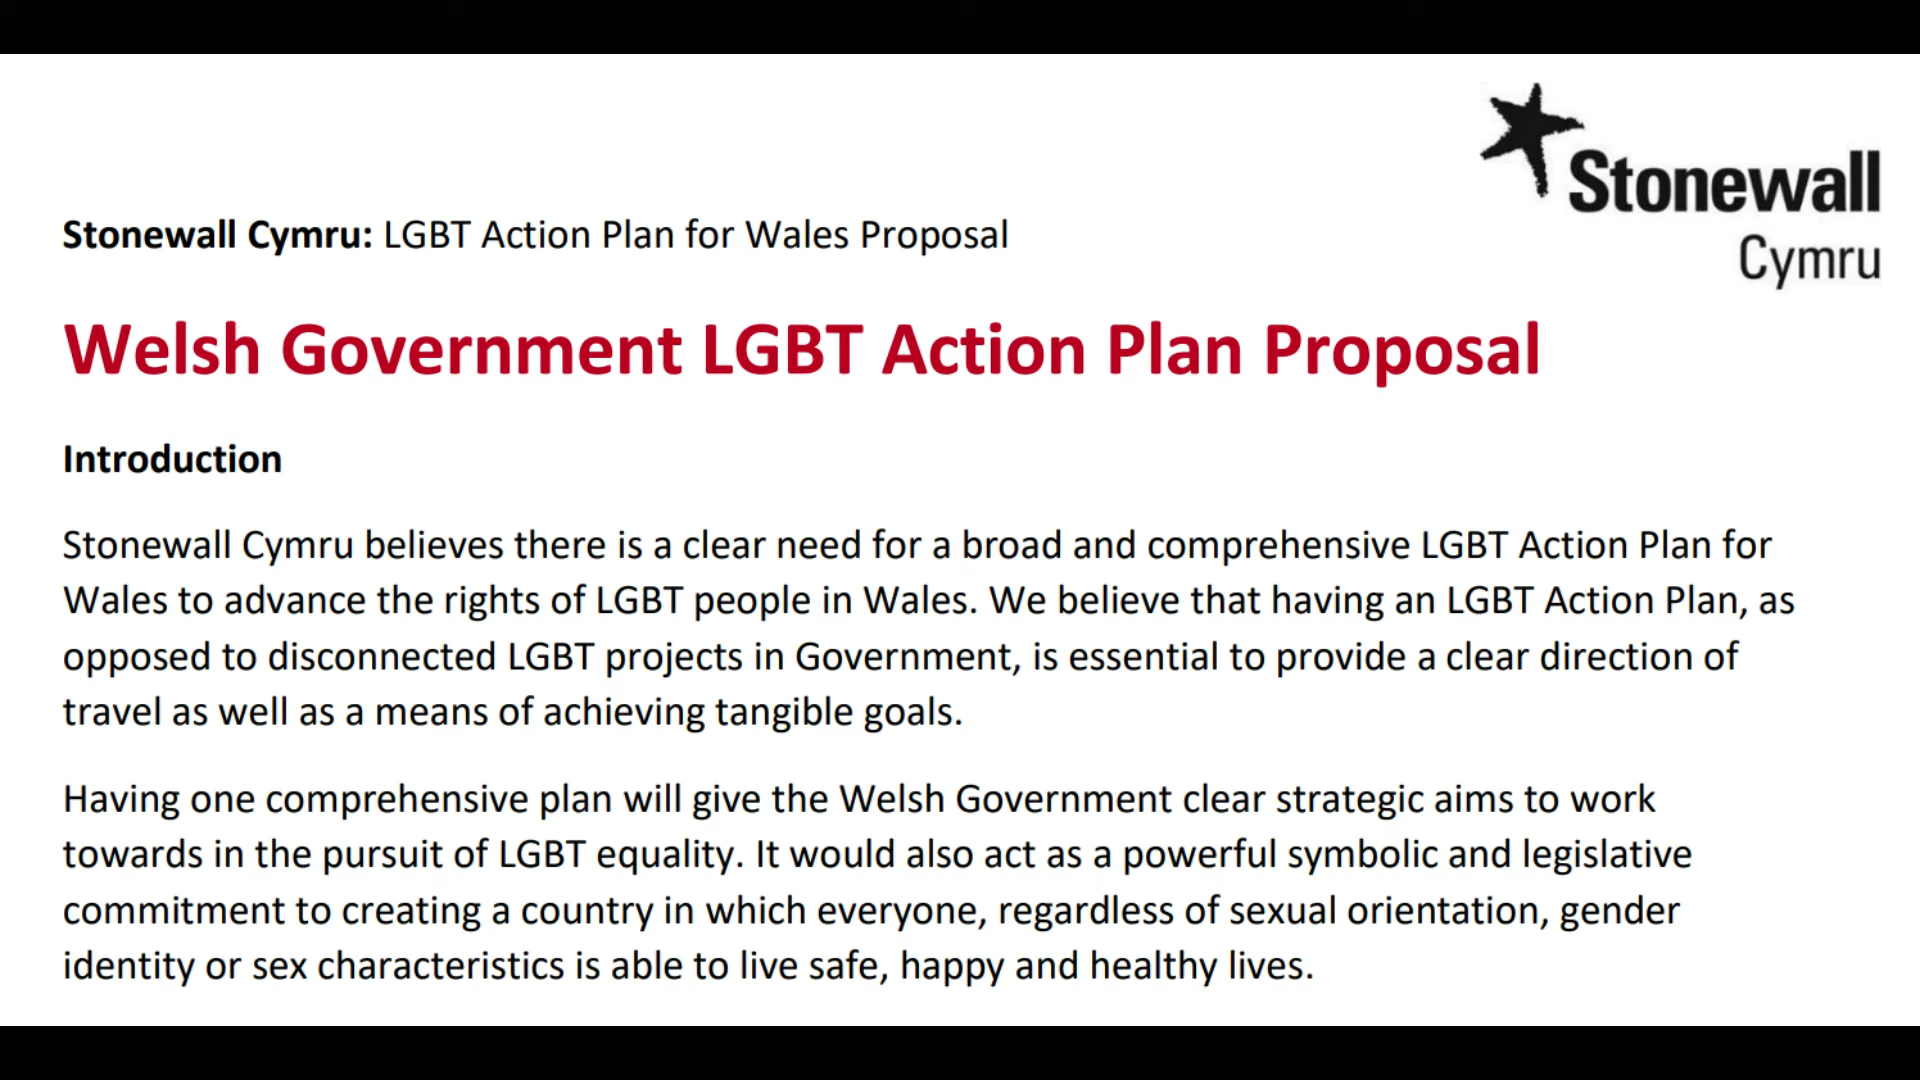 Stonewall
Cymru
Stonewall Cymru: LGBT Action Plan for Wales Proposal
Welsh Government LGBT Action Plan Proposal
Introduction
Stonewall Cymru believes there is a clear need for a broad and comprehensive LGBT Action Plan for
Wales to advance the rights of LGBT people in Wales. We believe that having an LGBT Action Plan, as
opposed to disconnected LGBT projects in Government, is essential to provide a clear direction of
travel as well as a means of achieving tangible goals.
Having one comprehensive plan will give the Welsh Government clear strategic aims to work
towards in the pursuit of LGBT equality. It would also act as a powerful symbolic and legislative
commitment to creating a country in which everyone, regardless of sexual orientation, gender
identity or sex characteristics is able to live safe, happy and healthy lives.